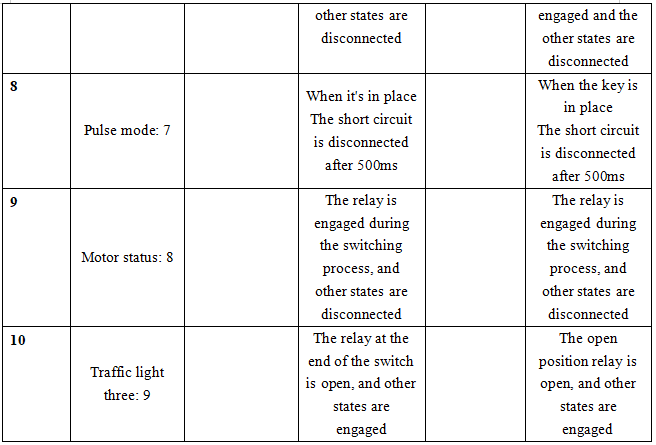 other states are
disconnected
engaged and the
other states are
disconnected
8
Pulse mode: 7
When it's in place
The short circuit
is disconnected
after 500ms
When the key is
in place
The short circuit
is disconnected
after 500ms
9
Motor status: 8
The relay is
engaged during
the switching
process, and
other states are
disconnected
The relay is
engaged during
the switching
process, and
other states are
disconnected
10
Traffic light
three: 9
The relay at the
end of the switch
is open, and other
states are
engaged
The open
position relay is
open, and other
states are
engaged